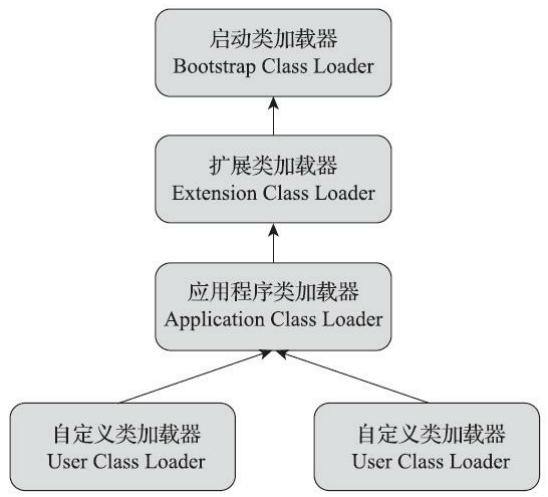 启动类加载器
Bootstrap Class Loader
扩展类加载器
Extension Class Loader
应用程序类加载器
Application Class Loader
自定义类加载器
User Class Loader
自定义类加载器
User Class Loader